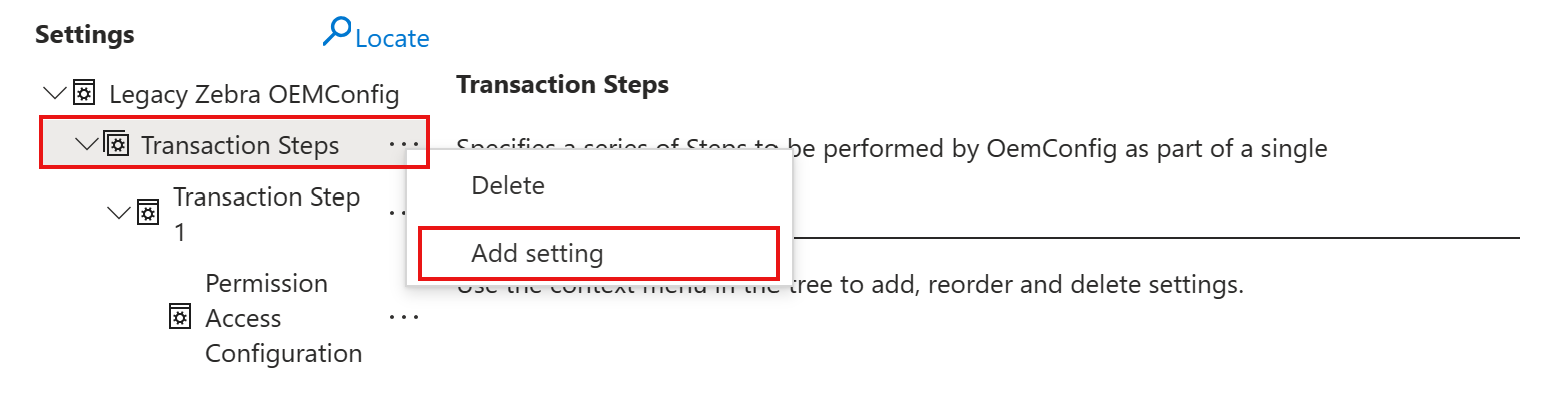 Settings
Locate
Legacy Zebra OEMConfig
Transaction Steps
Transaction Step
1
Permission
Access
Configuration
Delete
Add setting
Transaction Steps
Specifies a series of Steps to be performed by OemConfig as part of a single
Use the context menu in the tree to add, reorder and delete settings.